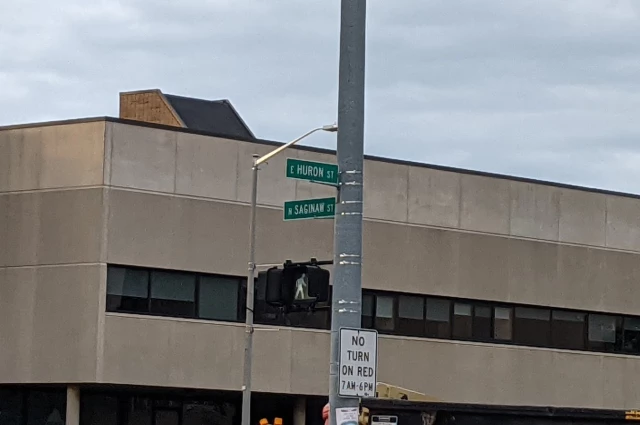 E HURON ST
N SAGINAW ST
NO
TURN
ON RED
7AM-6PM